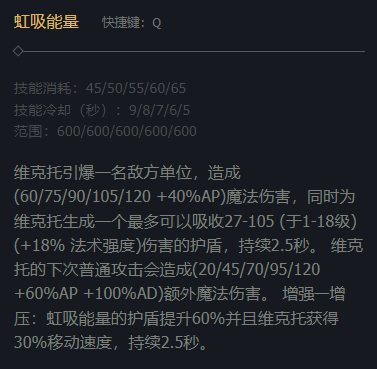 虹吸能量 快捷键：Q
技能消耗：45/50/55/60/65
技能冷却（秒）：9/8/7/6/5
范围：600/600/600/600/600
维克托引爆一名敌方单位，造成
(60/75/90/105/120 +40%AP)魔法伤害，同时为
维克托生成一个最多可以吸收27-105 (于1-18级)
(+18% 法术强度)伤害的护盾，持续2.5秒。 维克
托的下次普通攻击会造成(20/45/70/95/120
+60%AP +100%AD)额外魔法伤害。 增强—增
压：虹吸能量的护盾提升60%并且维克托获得
30%移动速度，持续2.5秒。